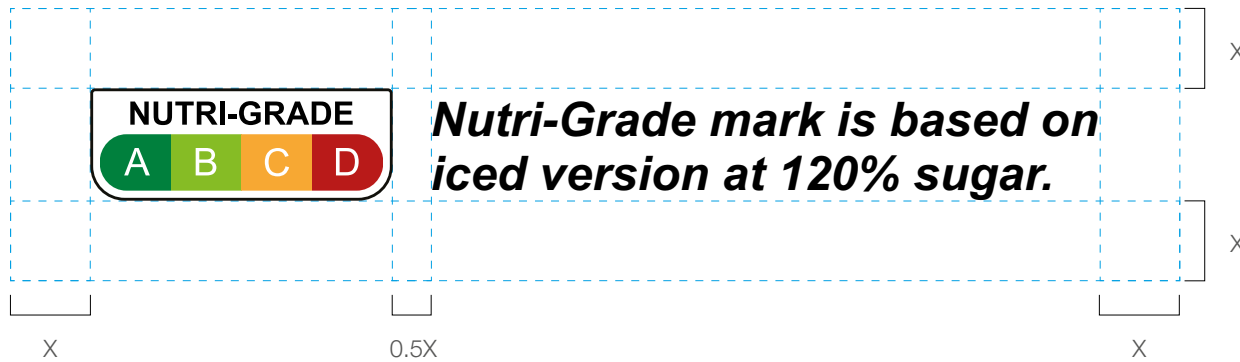 X
NUTRI-GRADE
A B C D
Nutri-Grade mark is based on
iced version at 120% sugar.
X
X
0.5X
X